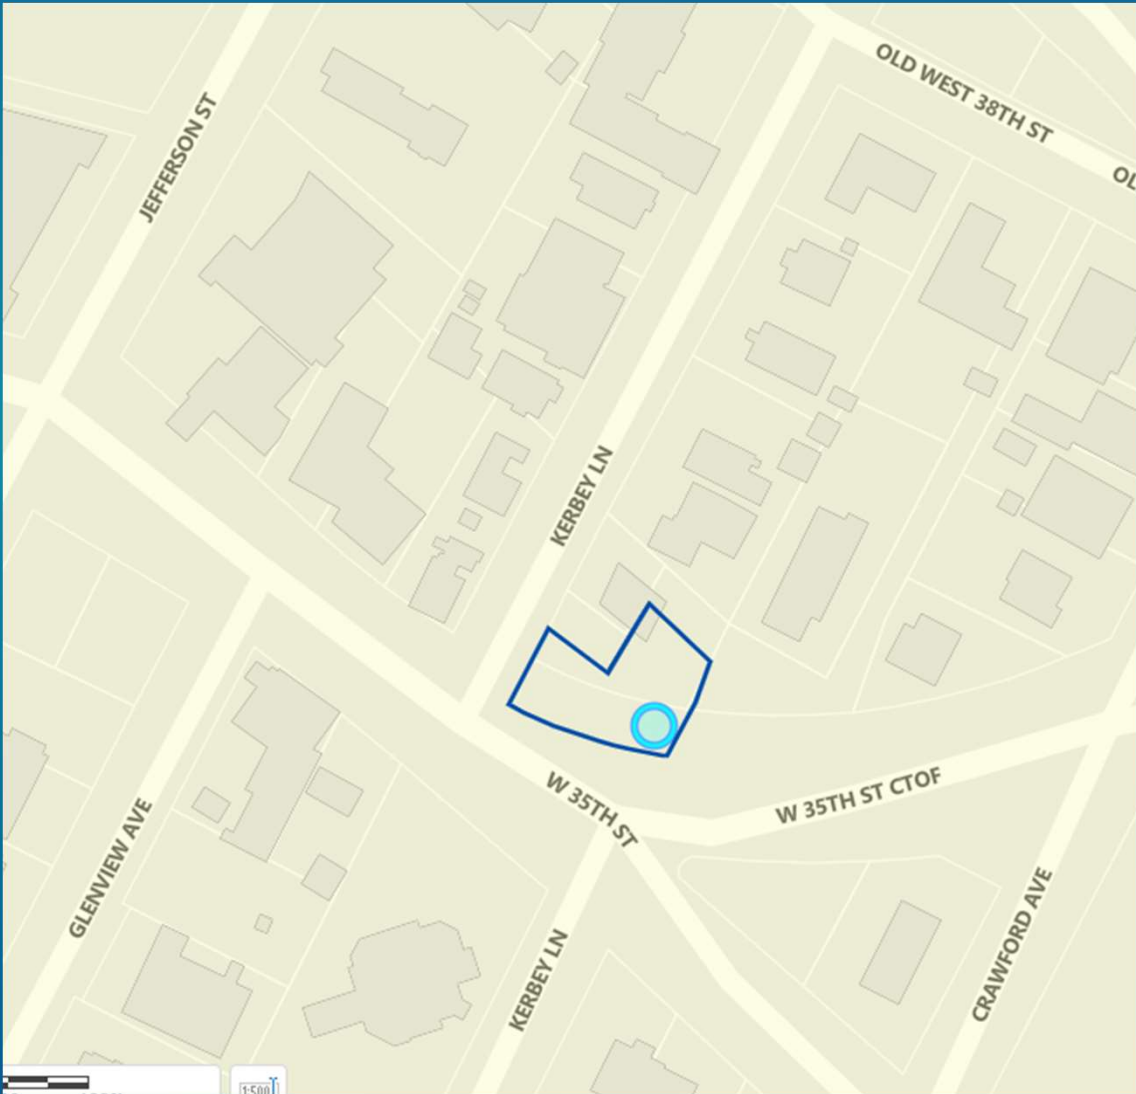 OLD WEST 38TH ST
OL
JEFFERSON ST
KERBEY LN
W 35TH ST
W 35TH ST CTOF
GLENVIEW AVE
KERBEY LN
CRAWFORD AVE
1:500